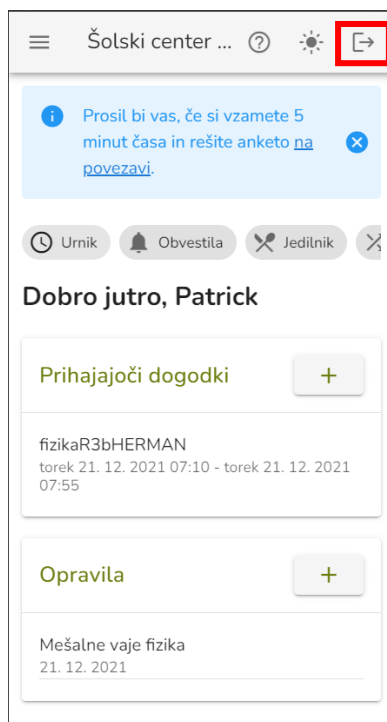 Šolski center ...
Prosil bi vas, če si vzamete 5
minut časa in rešite anketo na
povezavi.
Urnik Obvestila Jedilnik
Dobro jutro, Patrick
Prihajajoči dogodki +
fizikaR3bHERMAN
torek 21. 12. 2021 07:10 - torek 21. 12. 2021
07:55
Opravila +
Mešalne vaje fizika
21. 12. 2021